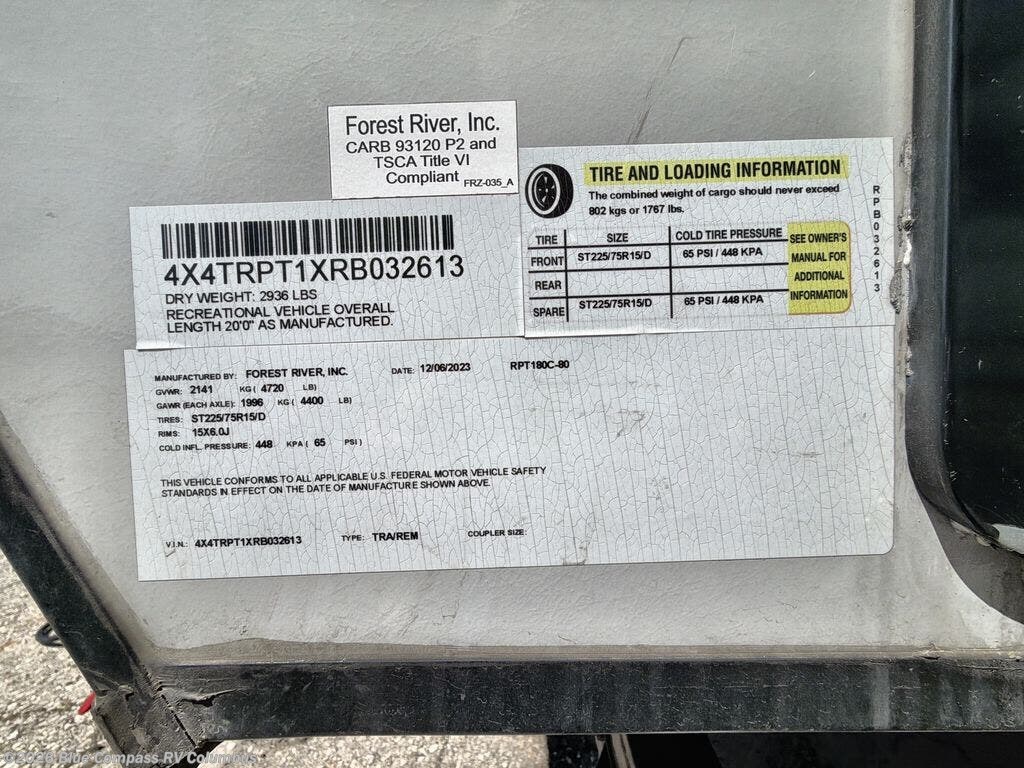 Forest River, Inc.
CARB 93120 P2 and
TSCA Title VI
Compliant
FRZ-035_A
4X4TRPT1XRB032613
DRY WEIGHT: 2936 LBS
RECREATIONAL VEHICLE OVERALL
LENGTH 20'0" AS MANUFACTURED.
TIRE AND LOADING INFORMATION
The combined weight of cargo should never exceed
802 kgs or 1767 lbs.
TIRE SIZE COLD TIRE PRESSURE
FRONT ST225/75R15/D 65 PSI / 448 KPA
REAR
SPARE ST225/75R15/D 65 PSI / 448 KPA
SEE OWNER'S
MANUAL FOR
ADDITIONAL
INFORMATION
RPB032613
MANUFACTURED BY: FOREST RIVER, INC. DATE: 12/06/2023 RPT180C-80
GVWR: 2141 KG ( 4720 LB)
GAWR (EACH AXLE): 1996 KG ( 4400 LB)
TIRES: ST225/75R15/D
RIMS: 15X6.0J
COLD INFL. PRESSURE: 448 KPA ( 65 PSI )
THIS VEHICLE CONFORMS TO ALL APPLICABLE U.S. FEDERAL MOTOR VEHICLE SAFETY
STANDARDS IN EFFECT ON THE DATE OF MANUFACTURE SHOWN ABOVE.
V.I.N.: 4X4TRPT1XRB032613 TYPE: TRA/REM COUPLER SIZE:
©2026 Blue Compass RV Columbus